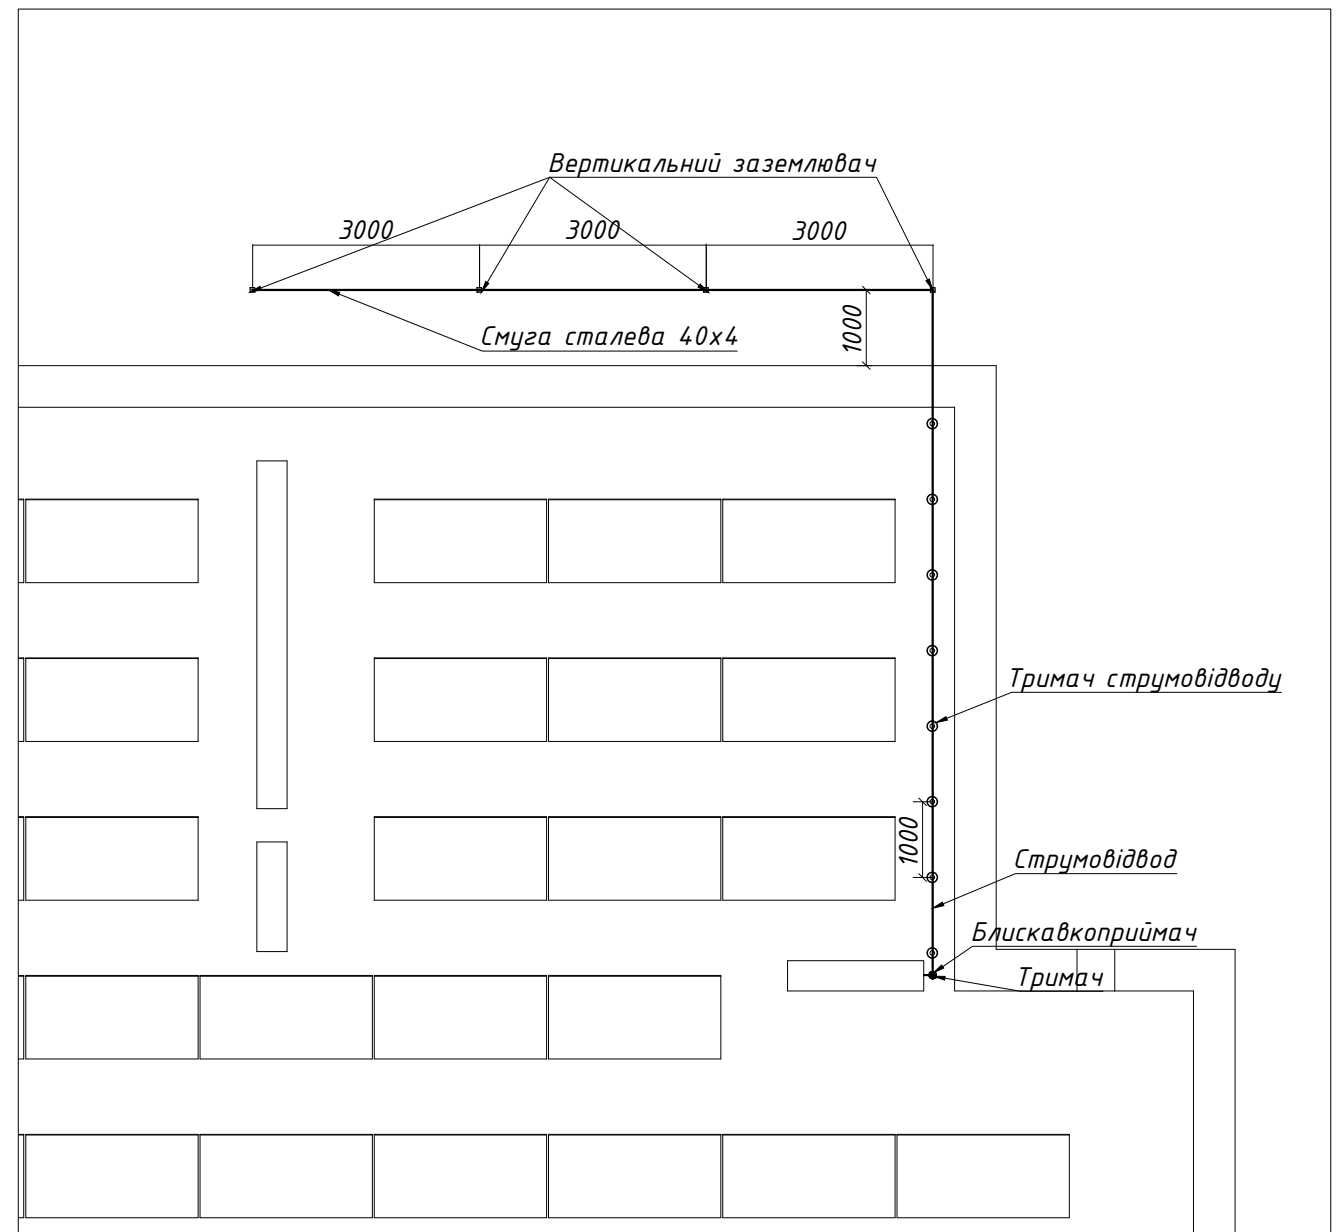 Вертикальний заземлювач
3000
3000
3000
Смуга сталева 40х4
1000
Тримач струмовідводу
1000
Струмовідвод
Блискавкоприймач
Тримач